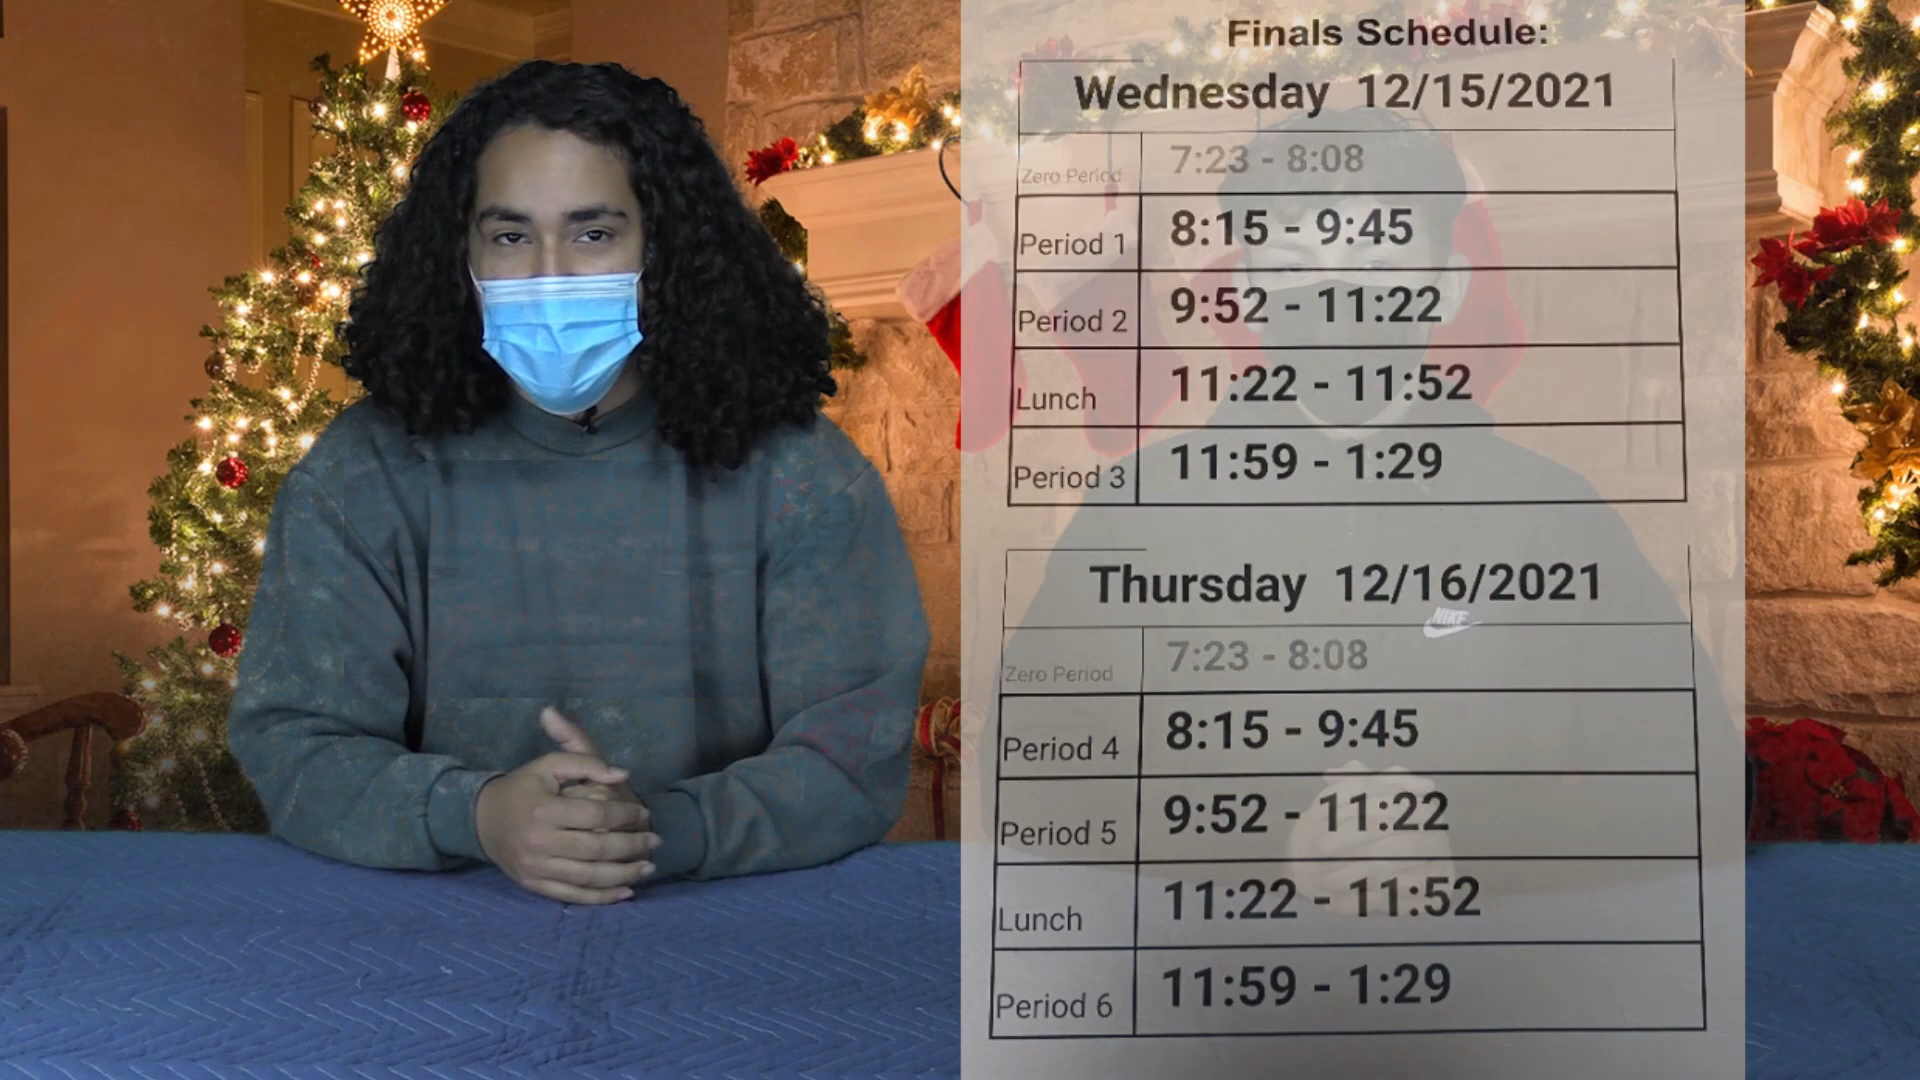 Finals Schedule:
Wednesday 12/15/2021
Zero Period 7:23 - 8:08
Period 1 8:15 - 9:45
Period 2 9:52 - 11:22
Lunch 11:22 - 11:52
Period 3 11:59 - 1:29
Thursday 12/16/2021
NIKE
Zero Period 7:23 - 8:08
Period 4 8:15 - 9:45
Period 5 9:52 - 11:22
Lunch 11:22 - 11:52
Period 6 11:59 - 1:29